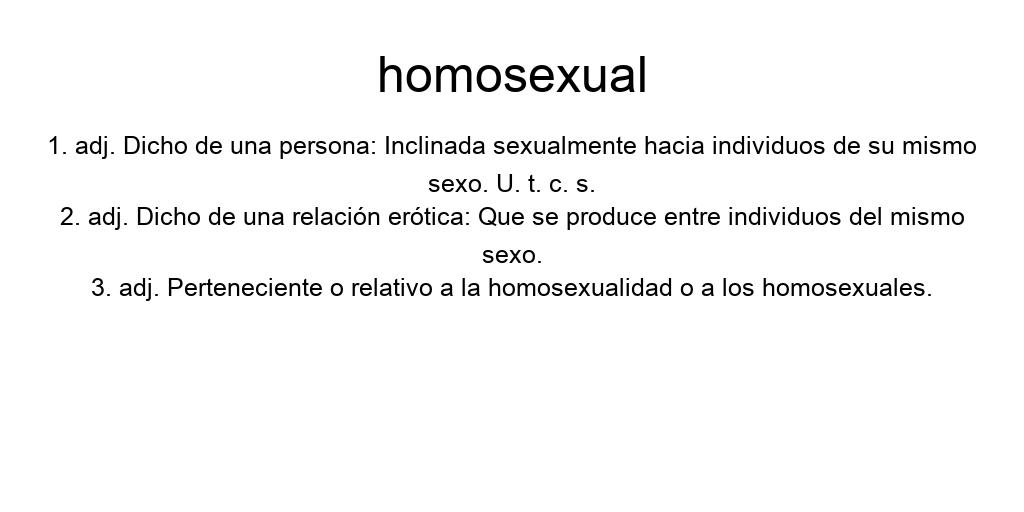 homosexual
1. adj. Dicho de una persona: Inclinada sexualmente hacia individuos de su mismo
sexo. U. t. c. s.
2. adj. Dicho de una relación erótica: Que se produce entre individuos del mismo
sexo.
3. adj. Perteneciente o relativo a la homosexualidad o a los homosexuales.